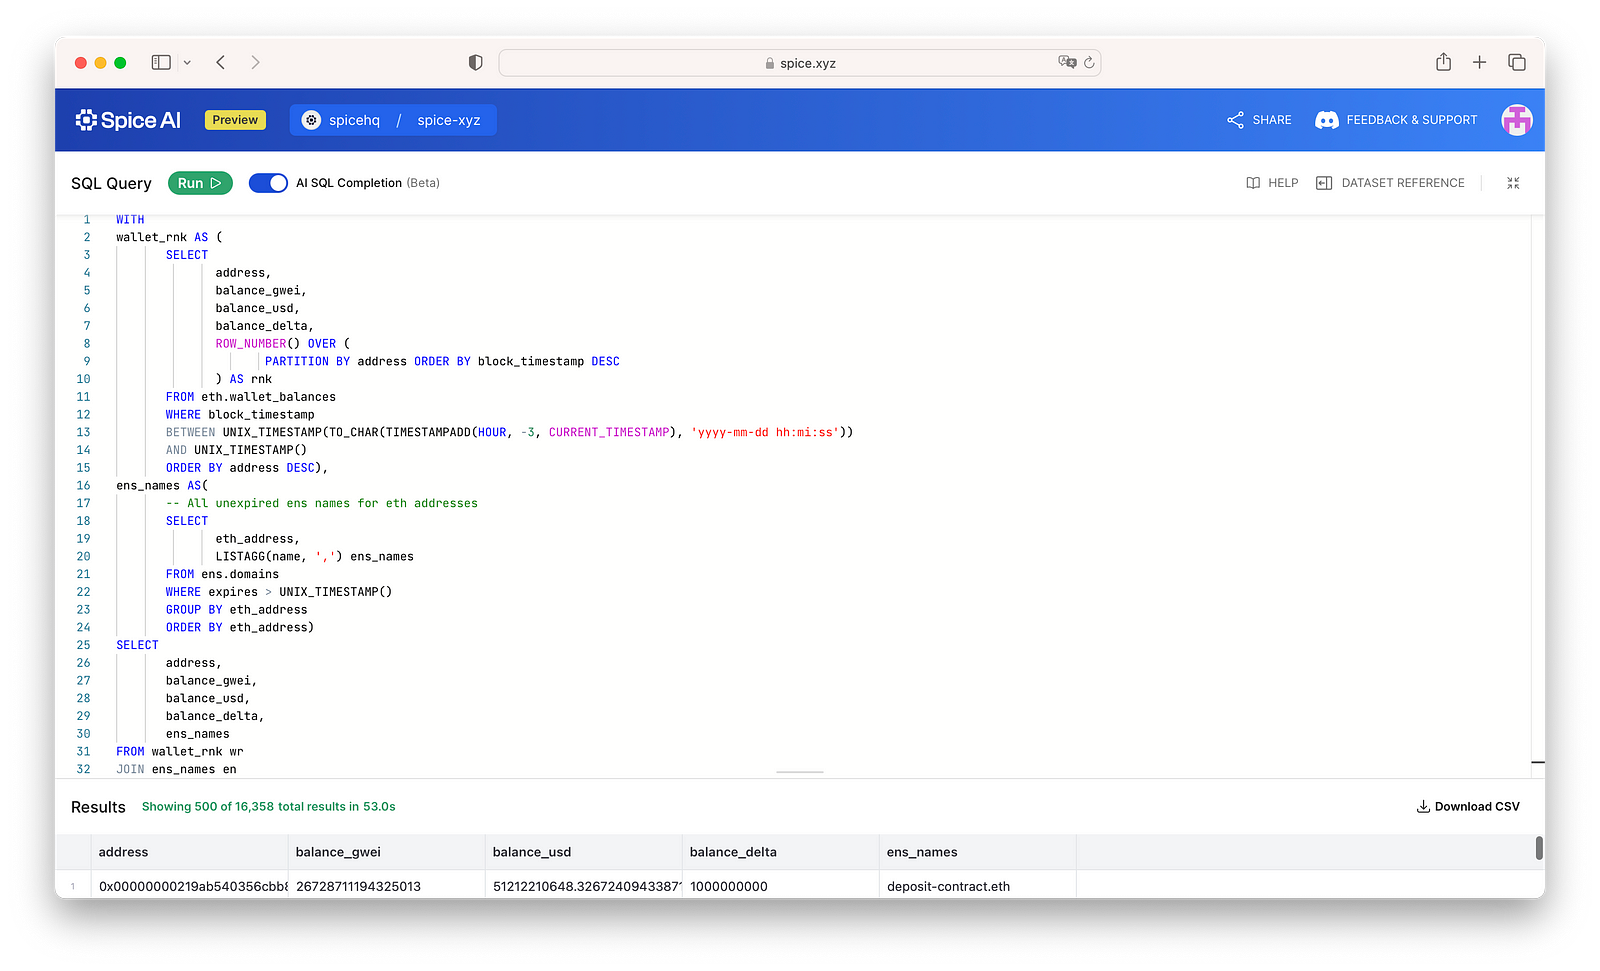 spice.xyz
Spice AI Preview spicehq / spice-xyz SHARE FEEDBACK & SUPPORT
SQL Query Run AI SQL Completion (Beta) HELP DATASET REFERENCE
1 WITH
2 wallet_rnk AS (
3 SELECT
4 address,
5 balance_gwei,
6 balance_usd,
7 balance_delta,
8 ROW_NUMBER() OVER (
9 PARTITION BY address ORDER BY block_timestamp DESC
10 ) AS rnk
11 FROM eth.wallet_balances
12 WHERE block_timestamp
13 BETWEEN UNIX_TIMESTAMP(TO_CHAR(TIMESTAMPADD(HOUR, -3, CURRENT_TIMESTAMP), 'yyyy-mm-dd hh:mi:ss'))
14 AND UNIX_TIMESTAMP()
15 ORDER BY address DESC),
16 ens_names AS(
17 -- All unexpired ens names for eth addresses
18 SELECT
19 eth_address,
20 LISTAGG(name, ',') ens_names
21 FROM ens.domains
22 WHERE expires > UNIX_TIMESTAMP()
23 GROUP BY eth_address
24 ORDER BY eth_address)
25 SELECT
26 address,
27 balance_gwei,
28 balance_usd,
29 balance_delta,
30 ens_names
31 FROM wallet_rnk wr
32 JOIN ens_names en
Results Showing 500 of 16,358 total results in 53.0s Download CSV
address balance_gwei balance_usd balance_delta ens_names
1 0x00000000219ab540356cbb8 26728711194325013 51212210648.32672409433871 1000000000 deposit-contract.eth